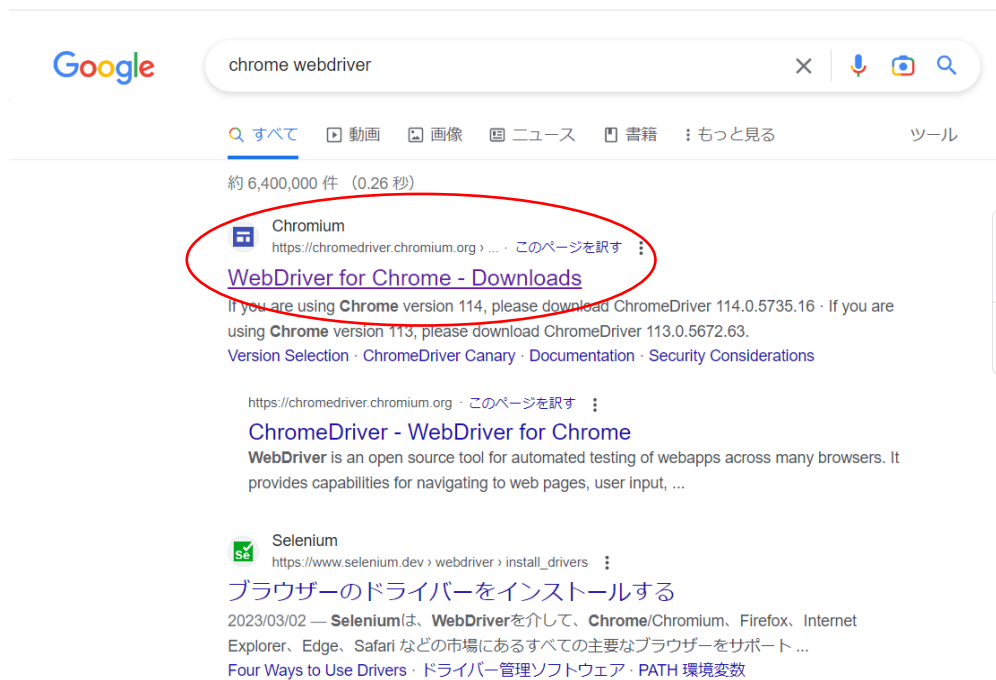 Google
chrome webdriver
すべて 動画 画像 ニュース 書籍 もっと見る ツール
約 6,400,000 件 (0.26 秒)
Chromium
https://chromedriver.chromium.org › ... · このページを訳す
WebDriver for Chrome - Downloads
If you are using Chrome version 114, please download ChromeDriver 114.0.5735.16 · If you are
using Chrome version 113, please download ChromeDriver 113.0.5672.63.
Version Selection · ChromeDriver Canary · Documentation · Security Considerations
https://chromedriver.chromium.org · このページを訳す
ChromeDriver - WebDriver for Chrome
WebDriver is an open source tool for automated testing of webapps across many browsers. It
provides capabilities for navigating to web pages, user input, ...
Se
Selenium
https://www.selenium.dev › webdriver › install_drivers
ブラウザーのドライバーをインストールする
2023/03/02 — Seleniumは、WebDriverを介して、Chrome/Chromium、Firefox、Internet
Explorer、Edge、Safari などの市場にあるすべての主要なブラウザーをサポート ...
Four Ways to Use Drivers · ドライバー管理ソフトウェア · PATH 環境変数